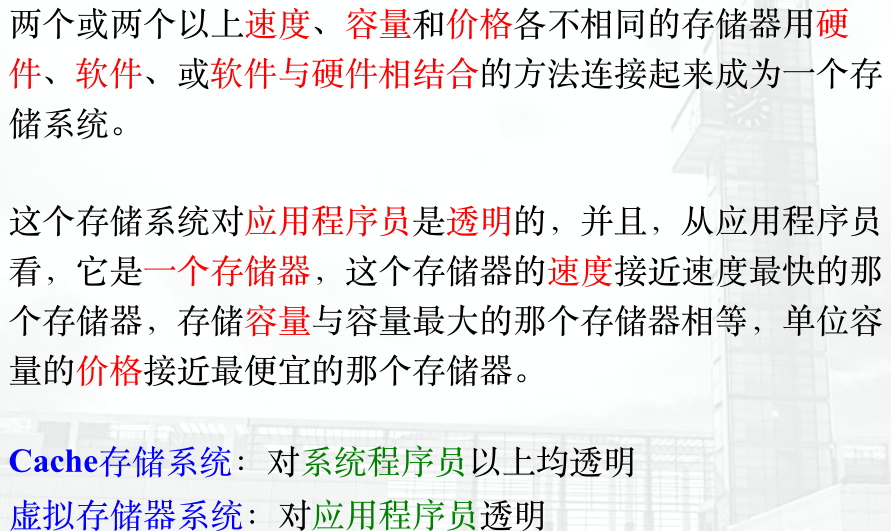 两个或两个以上速度、容量和价格各不相同的存储器用硬
件、软件、或软件与硬件相结合的方法连接起来成为一个存
储系统。
这个存储系统对应用程序员是透明的，并且，从应用程序员
看，它是一个存储器，这个存储器的速度接近速度最快的那
个存储器，存储容量与容量最大的那个存储器相等，单位容
量的价格接近最便宜的那个存储器。
Cache存储系统：对系统程序员以上均透明
虚拟存储器系统：对应用程序员透明